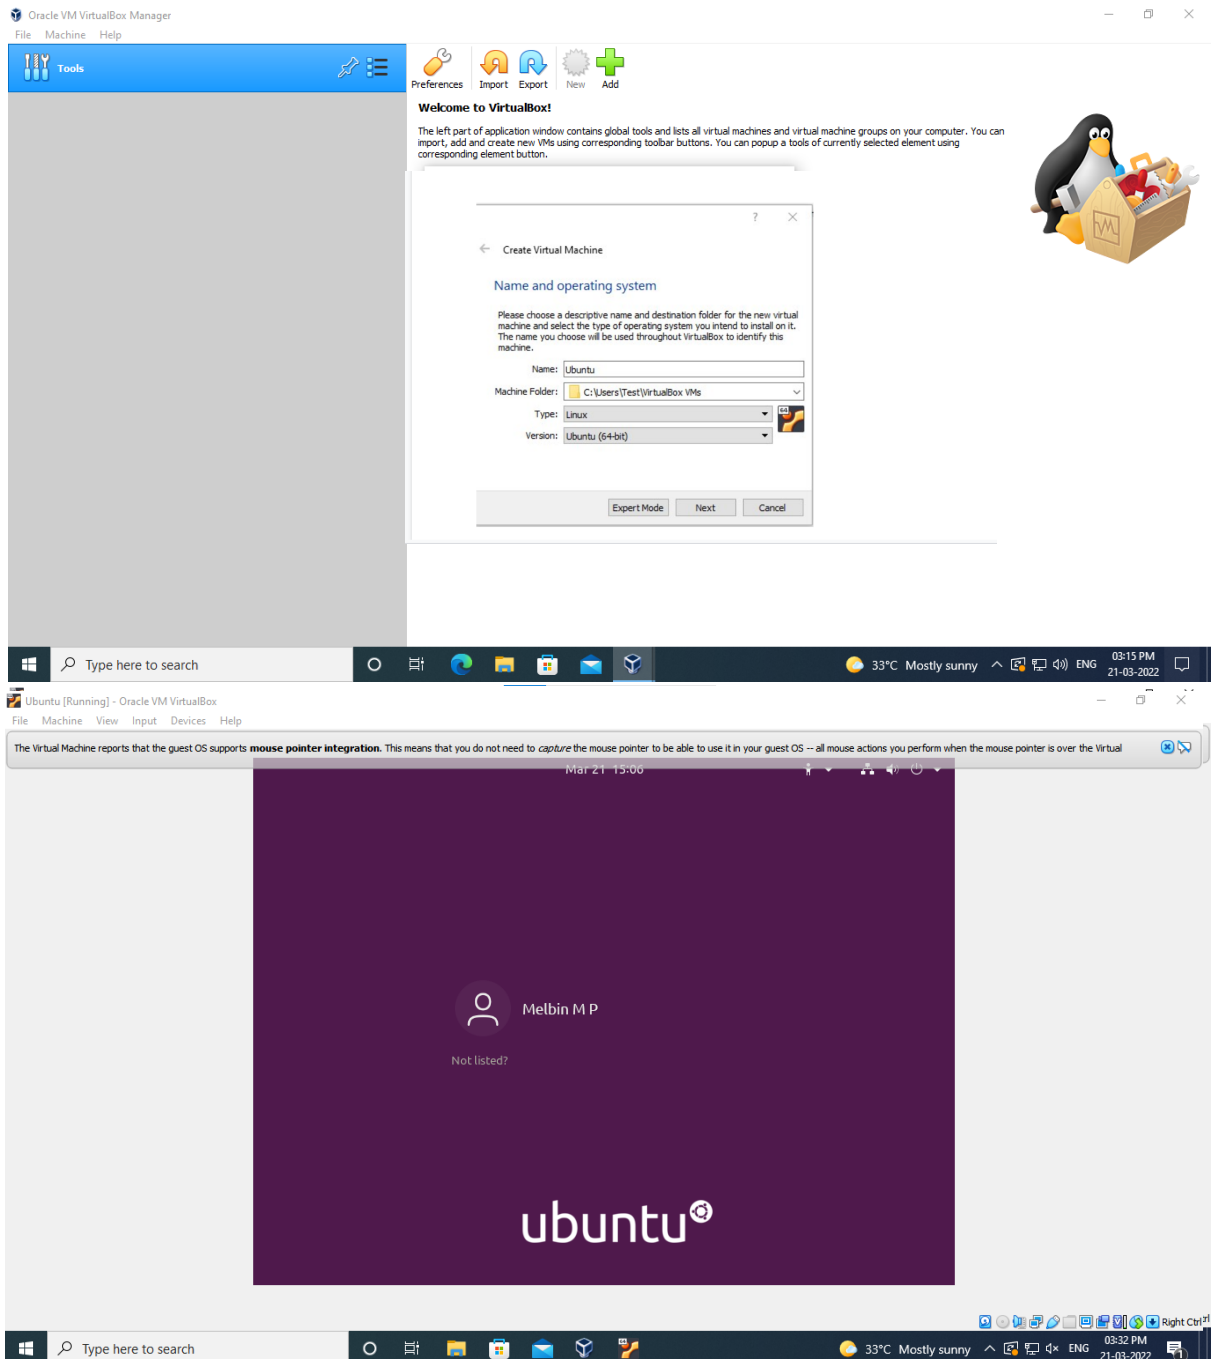 Oracle VM VirtualBox Manager
File Machine Help
Tools
Preferences Import Export New Add
Welcome to VirtualBox!
The left part of application window contains global tools and lists all virtual machines and virtual machine groups on your computer. You can
import, add and create new VMs using corresponding toolbar buttons. You can popup a tools of currently selected element using
corresponding element button.
? ×
Create Virtual Machine
Name and operating system
Please choose a descriptive name and destination folder for the new virtual
machine and select the type of operating system you intend to install on it.
The name you choose will be used throughout VirtualBox to identify this
machine.
Name: Ubuntu
Machine Folder: C:\Users\Test\VirtualBox VMs
Type: Linux
64
Version: Ubuntu (64-bit)
Expert Mode Next Cancel
Type here to search
33°C Mostly sunny ENG 03:15 PM
21-03-2022
Ubuntu [Running] - Oracle VM VirtualBox
File Machine View Input Devices Help
The Virtual Machine reports that the guest OS supports mouse pointer integration. This means that you do not need to capture the mouse pointer to be able to use it in your guest OS -- all mouse actions you perform when the mouse pointer is over the Virtual
Mar 21 15:06
Melbin M P
Not listed?
ubuntu
Right Ctrl
Type here to search
33°C Mostly sunny ENG 03:32 PM
21-03-2022
1